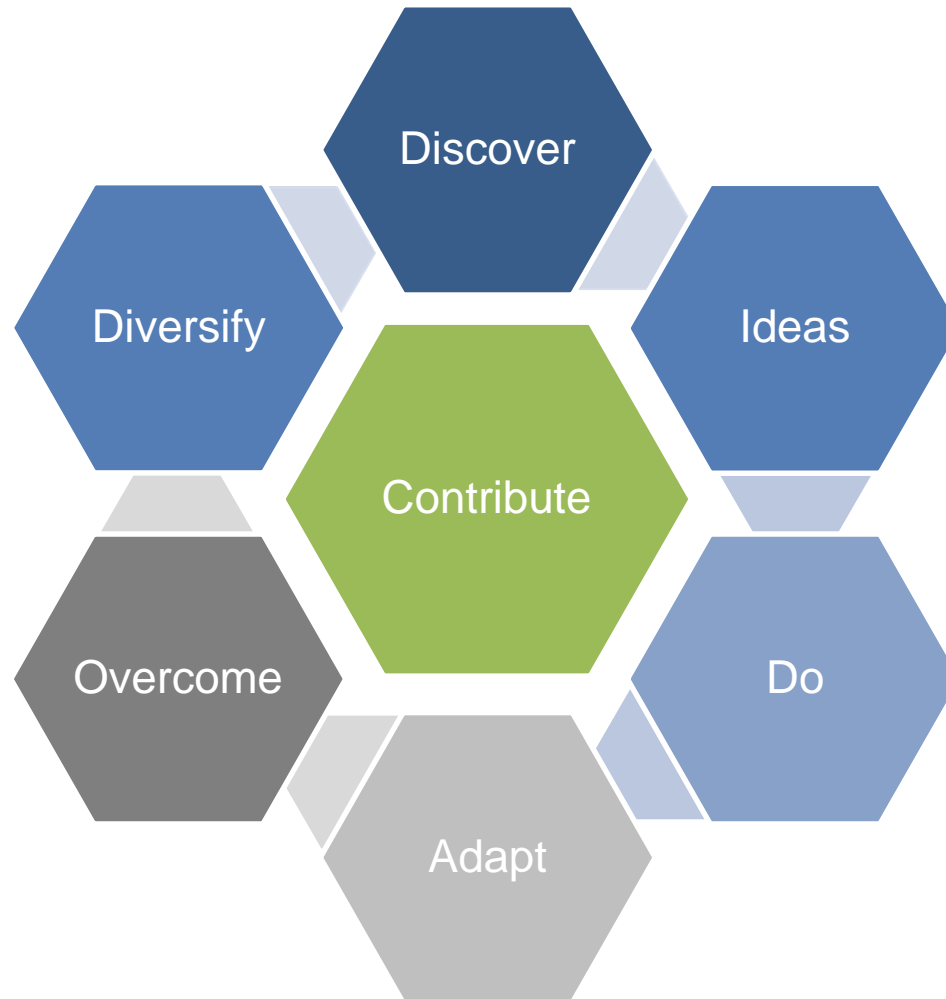 Discover
Diversify
Ideas
Contribute
Overcome
Do
Adapt